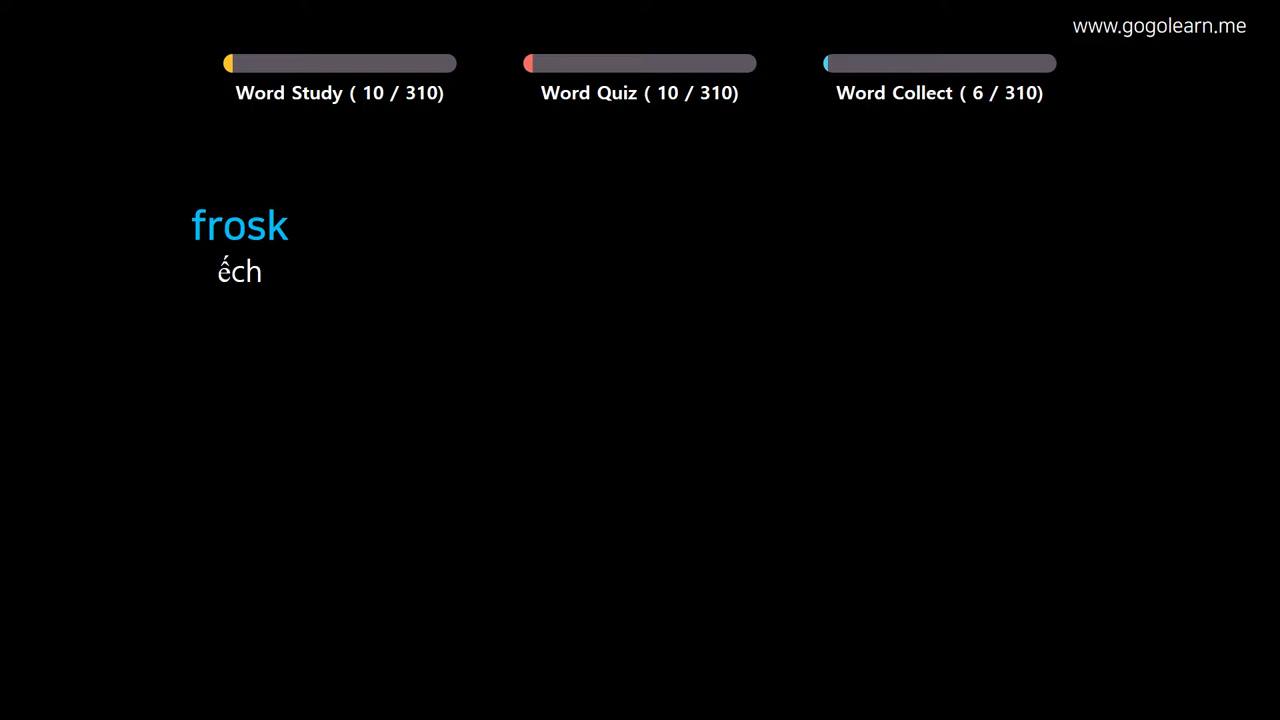 www.gogolearn.me
Word Study ( 10 / 310)
Word Quiz ( 10 / 310)
Word Collect ( 6 / 310)
frosk
ếch